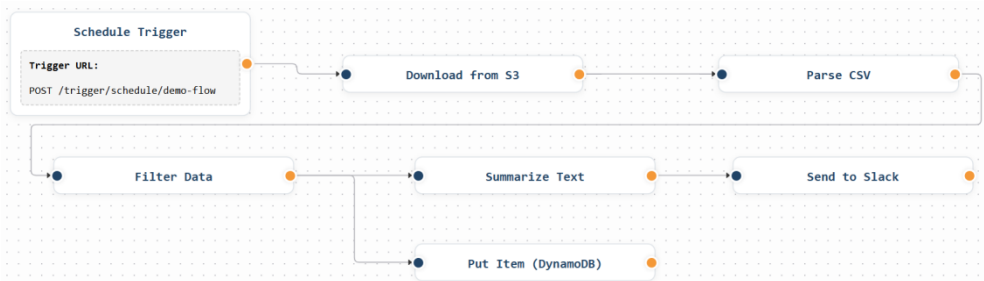 Schedule Trigger
Trigger URL:
POST /trigger/schedule/demo-flow
Download from S3
Parse CSV
Filter Data
Summarize Text
Send to Slack
Put Item (DynamoDB)